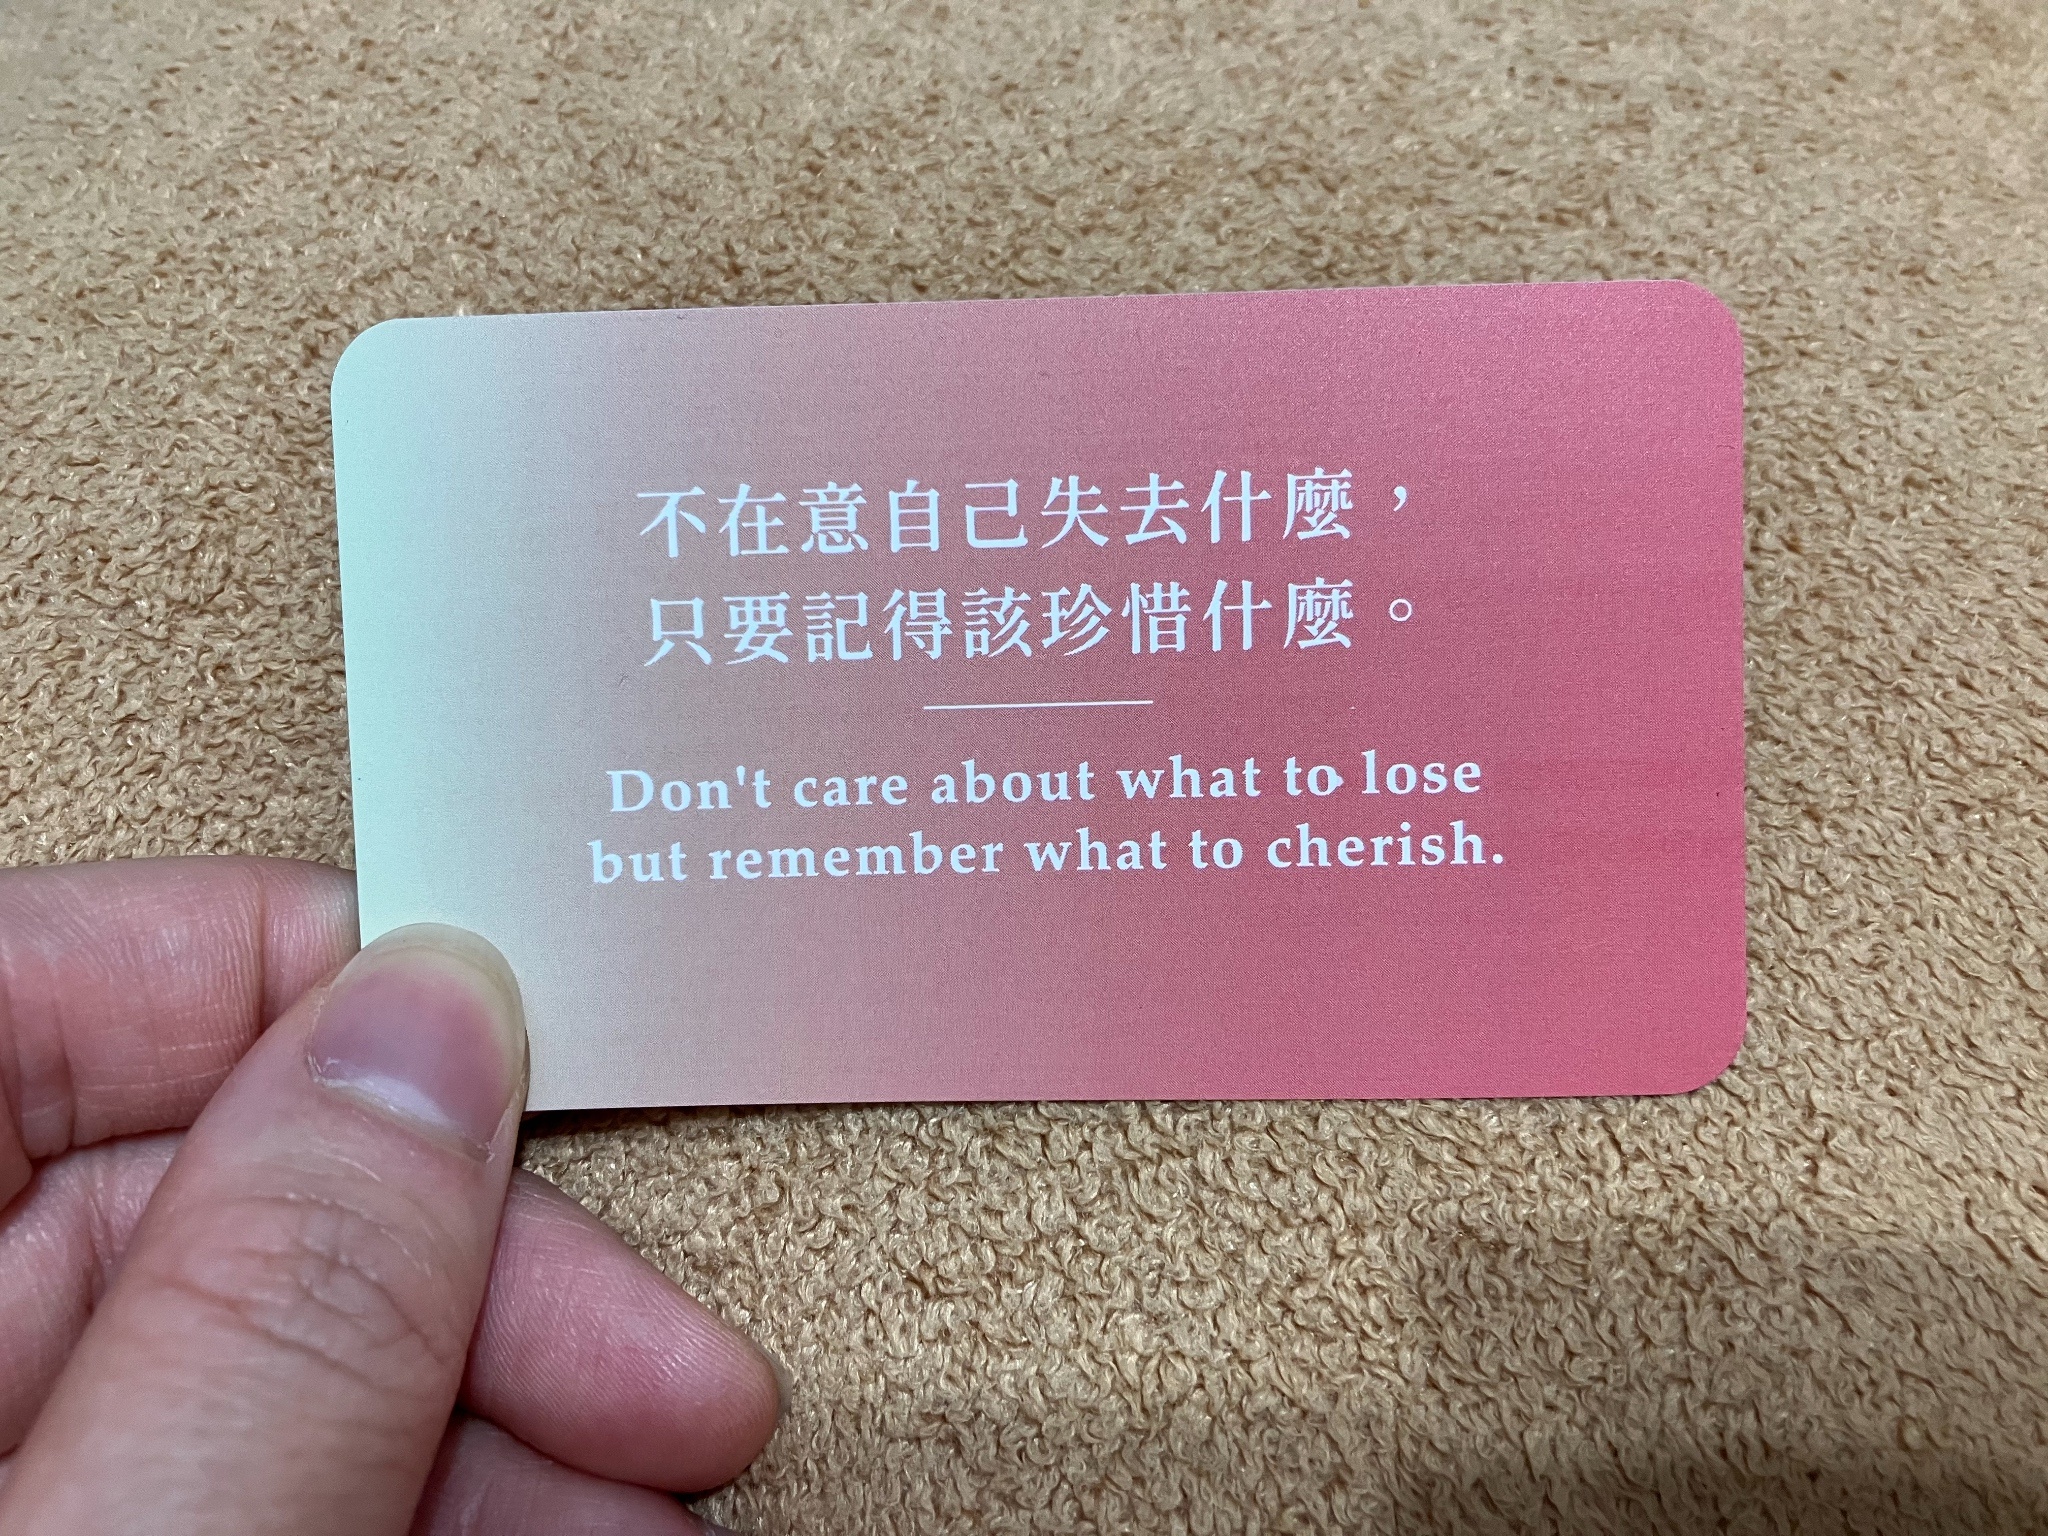 不在意自己失去什麼，
只要記得該珍惜什麼。
Don't care about what to lose
but remember what to cherish.